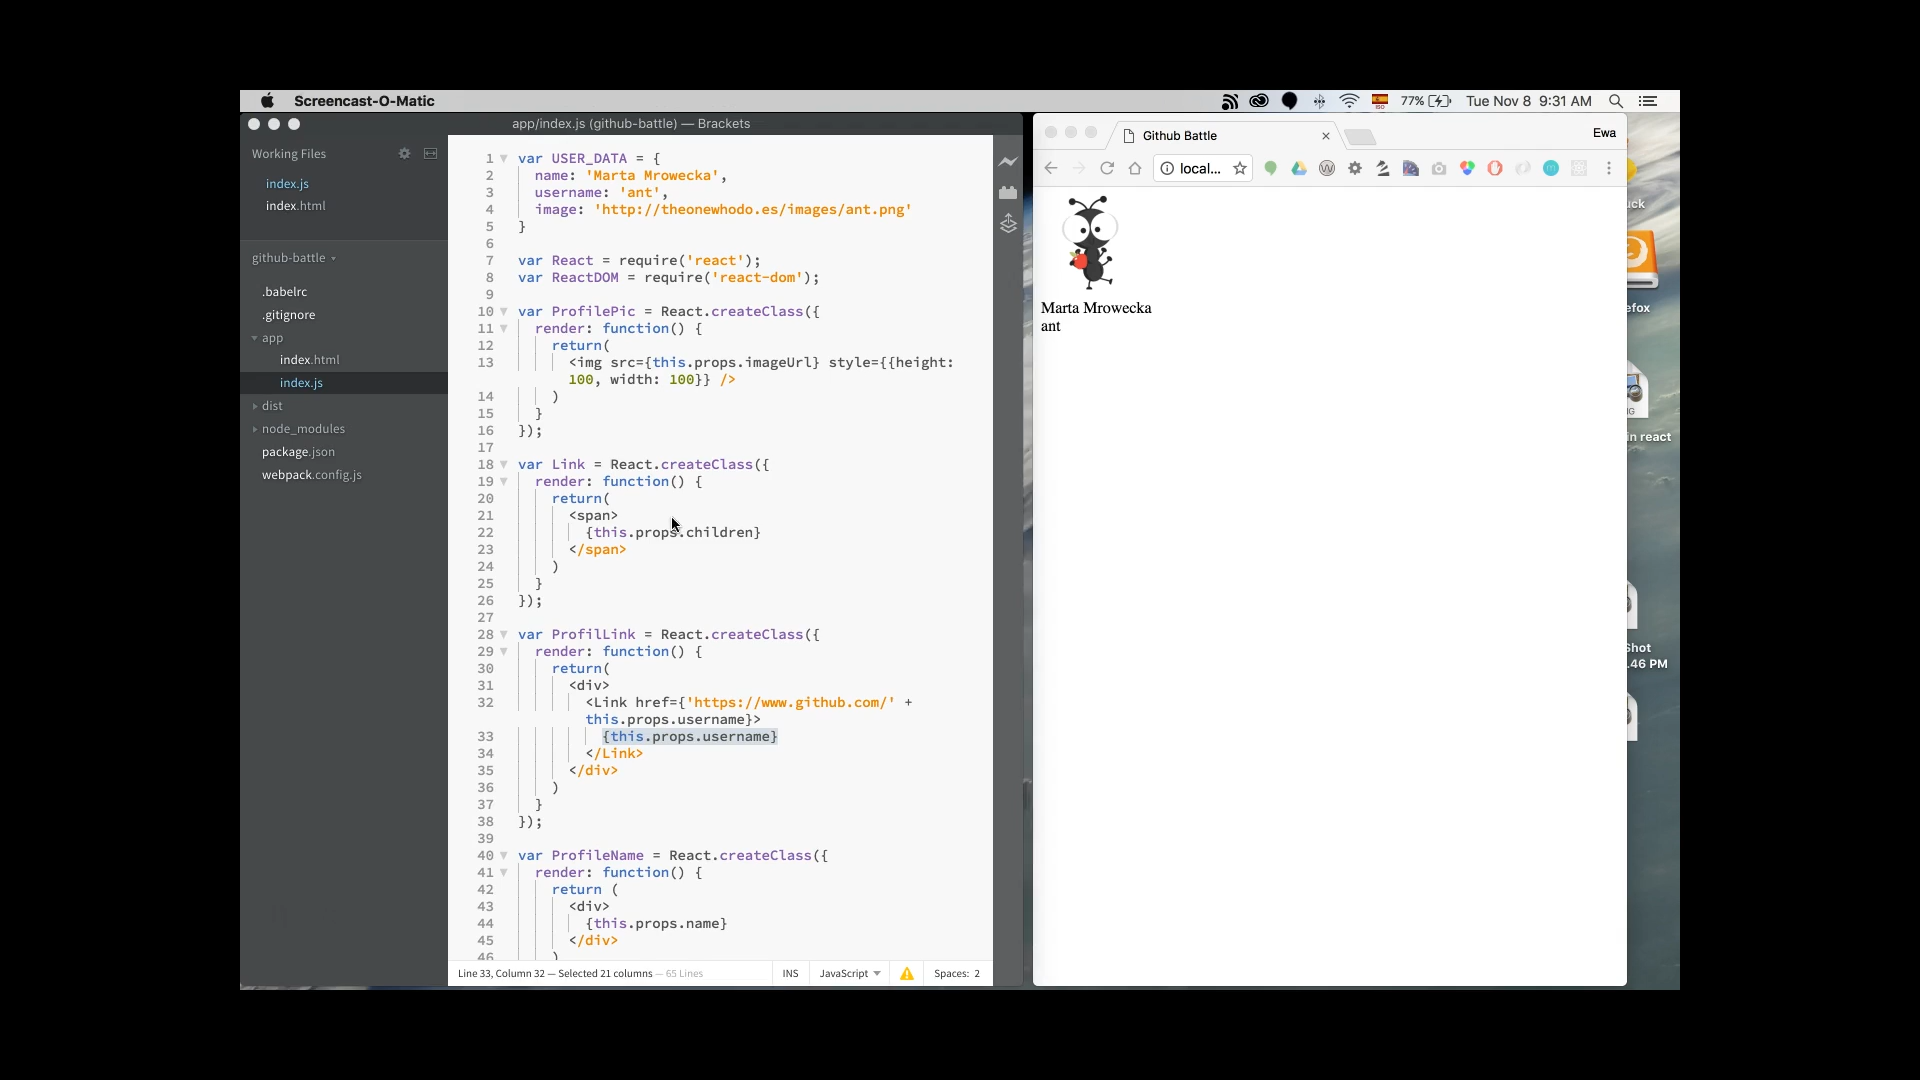 Screencast-O-Matic
77%
Tue Nov 8 9:31 AM
app/index.js (github-battle) — Brackets
Working Files
index.js
index.html
github-battle
.babelrc
.gitignore
app
index.html
index.js
dist
node_modules
package.json
webpack.config.js
1 var USER_DATA = {
2 name: 'Marta Mrowecka',
3 username: 'ant',
4 image: 'http://theonewhodo.es/images/ant.png'
5 }
6
7 var React = require('react');
8 var ReactDOM = require('react-dom');
9
10 var ProfilePic = React.createClass({
11 render: function() {
12 return(
13 <img src={this.props.imageUrl} style={{height:
100, width: 100}} />
14 )
15 }
16 });
17
18 var Link = React.createClass({
19 render: function() {
20 return(
21 <span>
22 {this.props.children}
23 </span>
24 )
25 }
26 });
27
28 var ProfilLink = React.createClass({
29 render: function() {
30 return(
31 <div>
32 <Link href={'https://www.github.com/' +
this.props.username}>
33 {this.props.username}
34 </Link>
35 </div>
36 )
37 }
38 });
39
40 var ProfileName = React.createClass({
41 render: function() {
42 return (
43 <div>
44 {this.props.name}
45 </div>
46 )
Line 33, Column 32 — Selected 21 columns — 65 Lines
INS
JavaScript
Spaces: 2
Github Battle
Ewa
local...
Marta Mrowecka
ant
uck
efox
in react
Shot
.46 PM